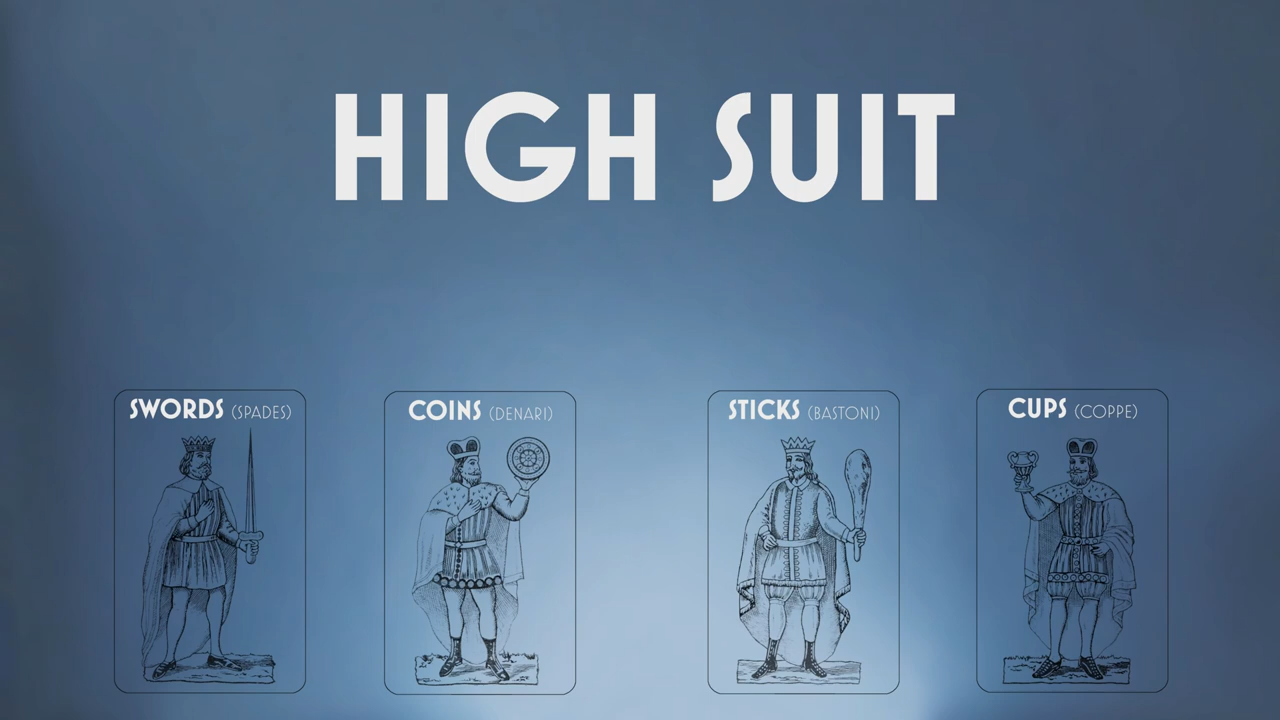 HIGH SUIT
SWORDS (SPADES)
COINS (DENARI)
STICKS (BASTONI)
CUPS (COPPE)